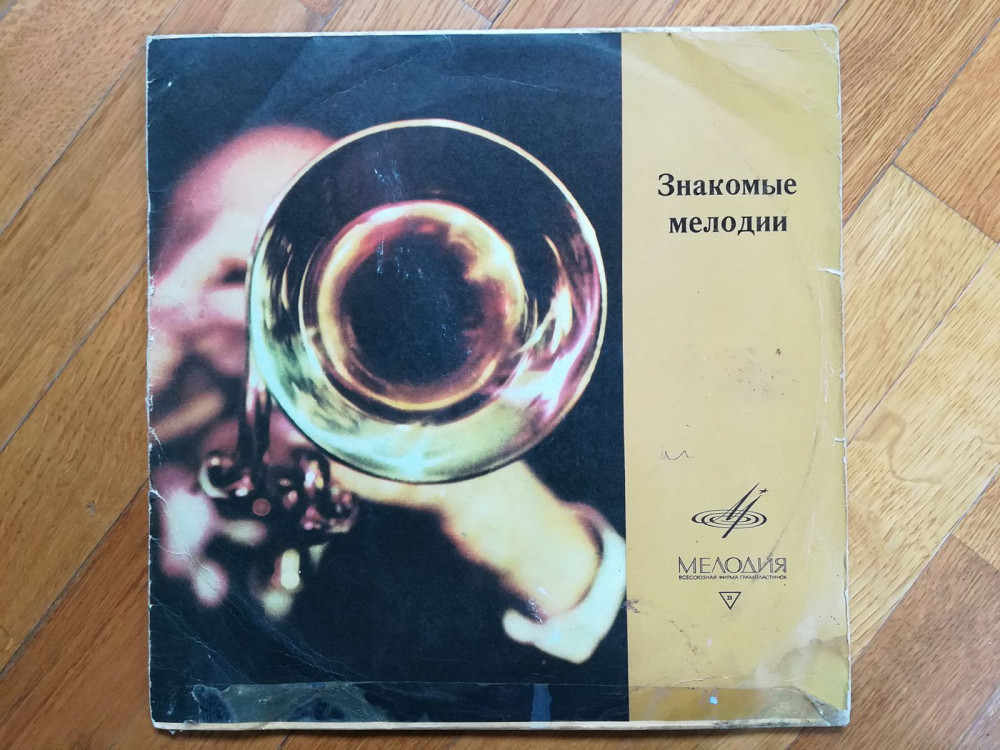 Знакомые
мелодии
МЕЛОДИЯ
ВСЕСОЮЗНАЯ ФИРМА ГРАМПЛАСТИНОК